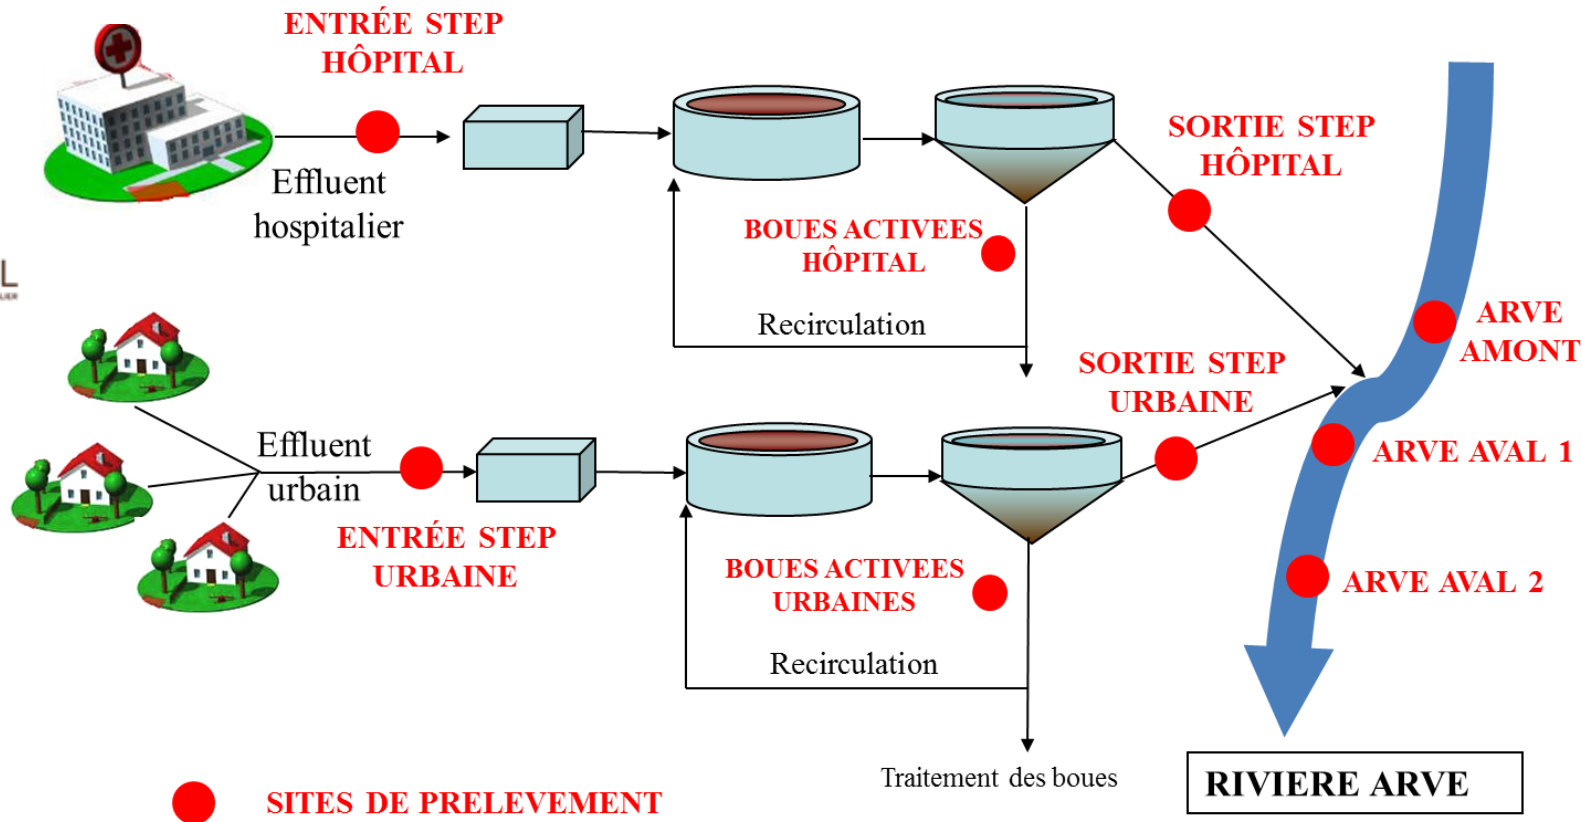 ENTRÉE STEP
HÔPITAL
SORTIE STEP
HÔPITAL
Effluent
hospitalier
BOUES ACTIVEES
HÔPITAL
L
Recirculation
ARVE
AMONT
SORTIE STEP
URBAINE
Effluent
urbain
ARVE AVAL 1
ENTRÉE STEP
URBAINE
BOUES ACTIVEES
URBAINES
ARVE AVAL 2
Recirculation
Traitement des boues
RIVIERE ARVE
SITES DE PRELEVEMENT